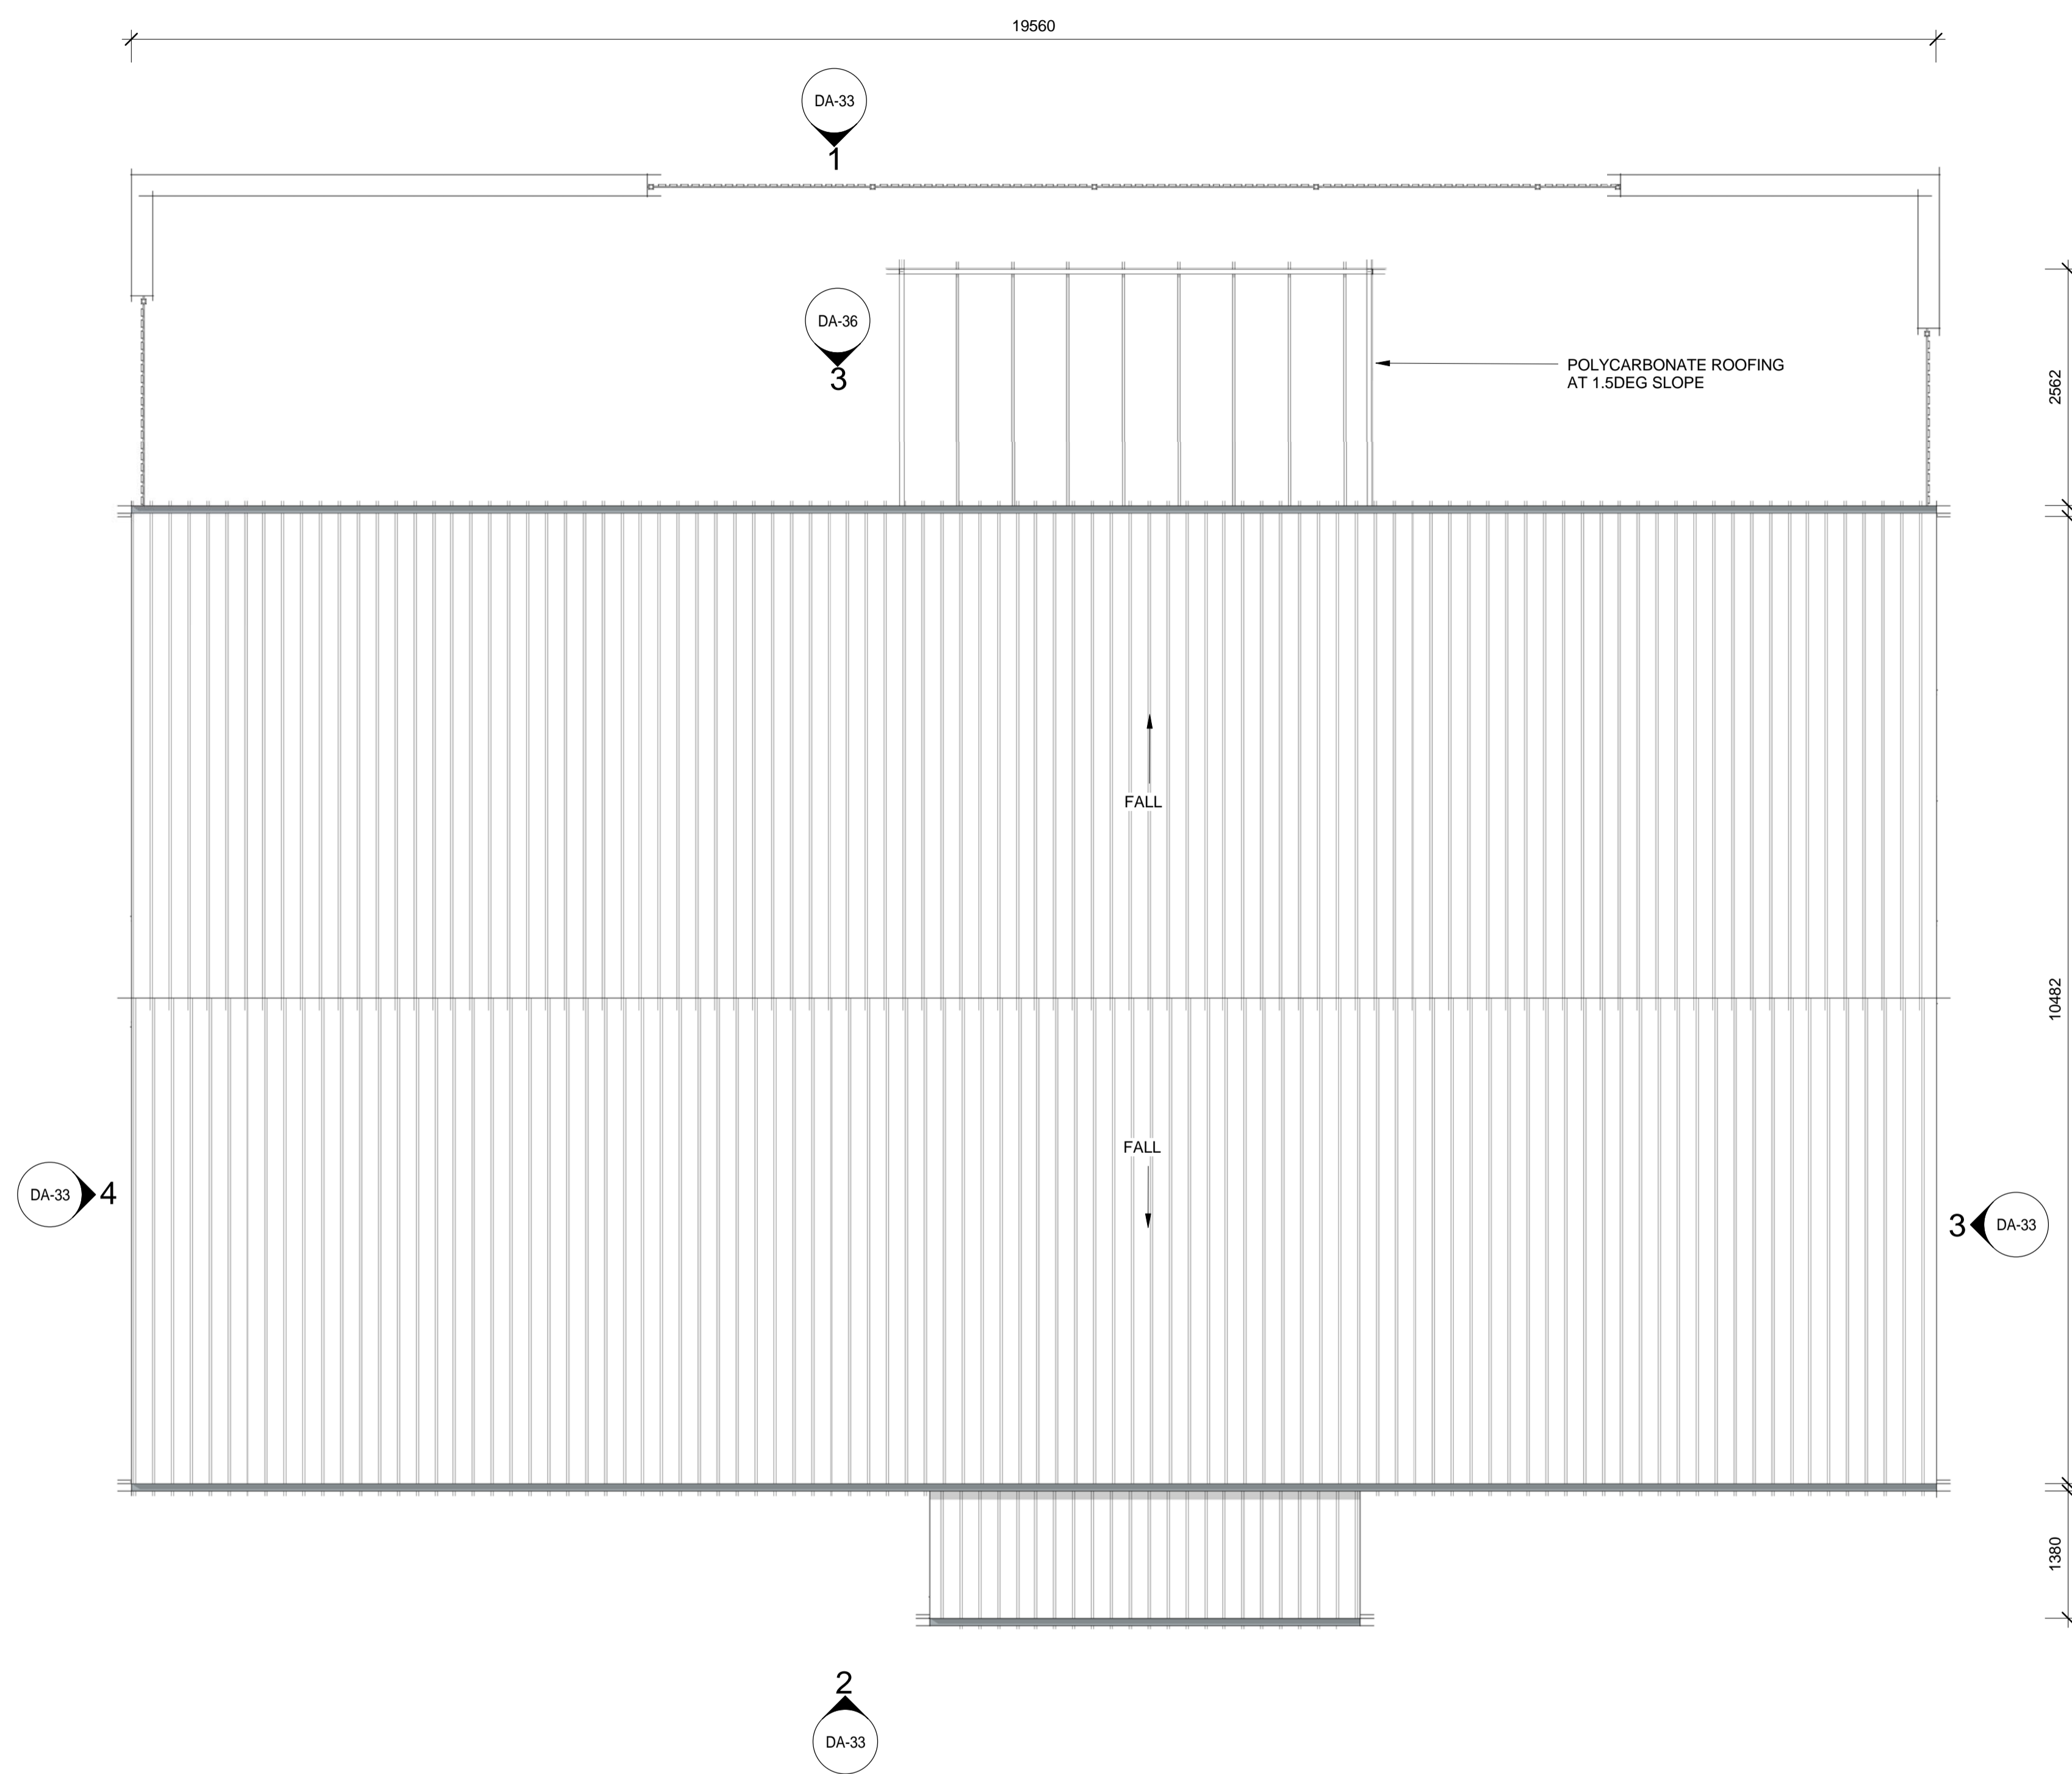 19560
DA-33
1
DA-36
3
POLYCARBONATE ROOFING
AT 1.5DEG SLOPE
2562
FALL
10482
FALL
DA-33
4
3
DA-33
1380
2
DA-33